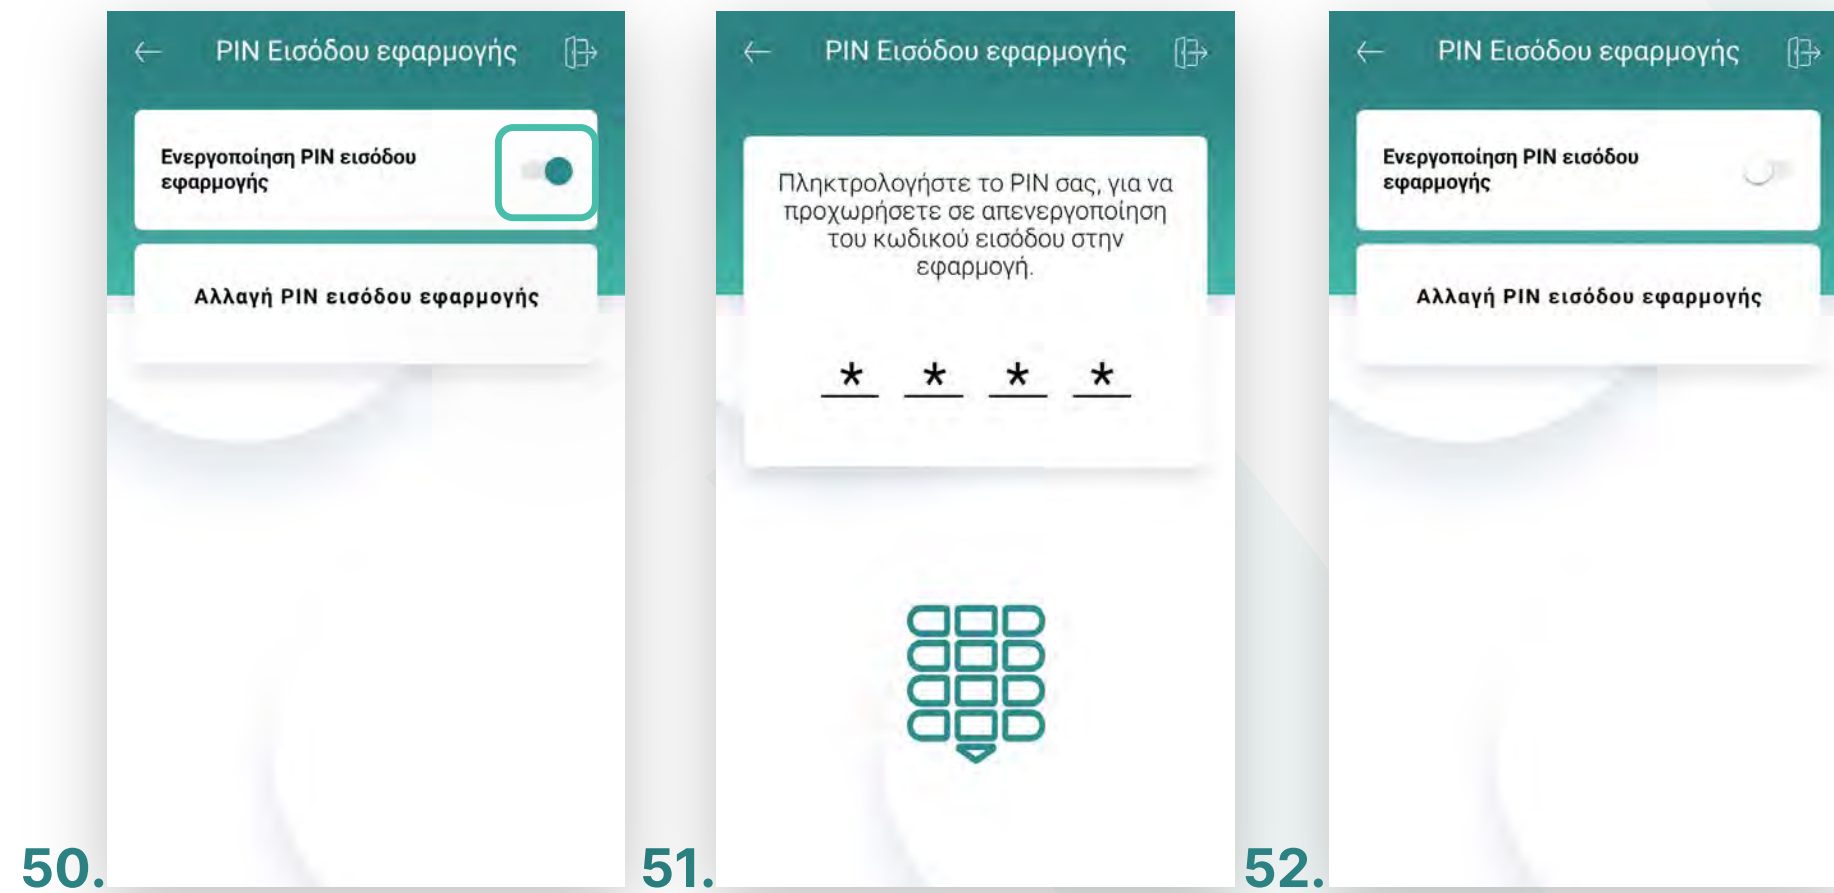 PIN Εισόδου εφαρμογής
Ενεργοποίηση PIN εισόδου
εφαρμογής
Αλλαγή PIN εισόδου εφαρμογής
50.
PIN Εισόδου εφαρμογής
Πληκτρολογήστε το PIN σας, για να
προχωρήσετε σε απενεργοποίηση
του κωδικού εισόδου στην
εφαρμογή.
* * * *
51.
PIN Εισόδου εφαρμογής
Ενεργοποίηση PIN εισόδου
εφαρμογής
Αλλαγή PIN εισόδου εφαρμογής
52.